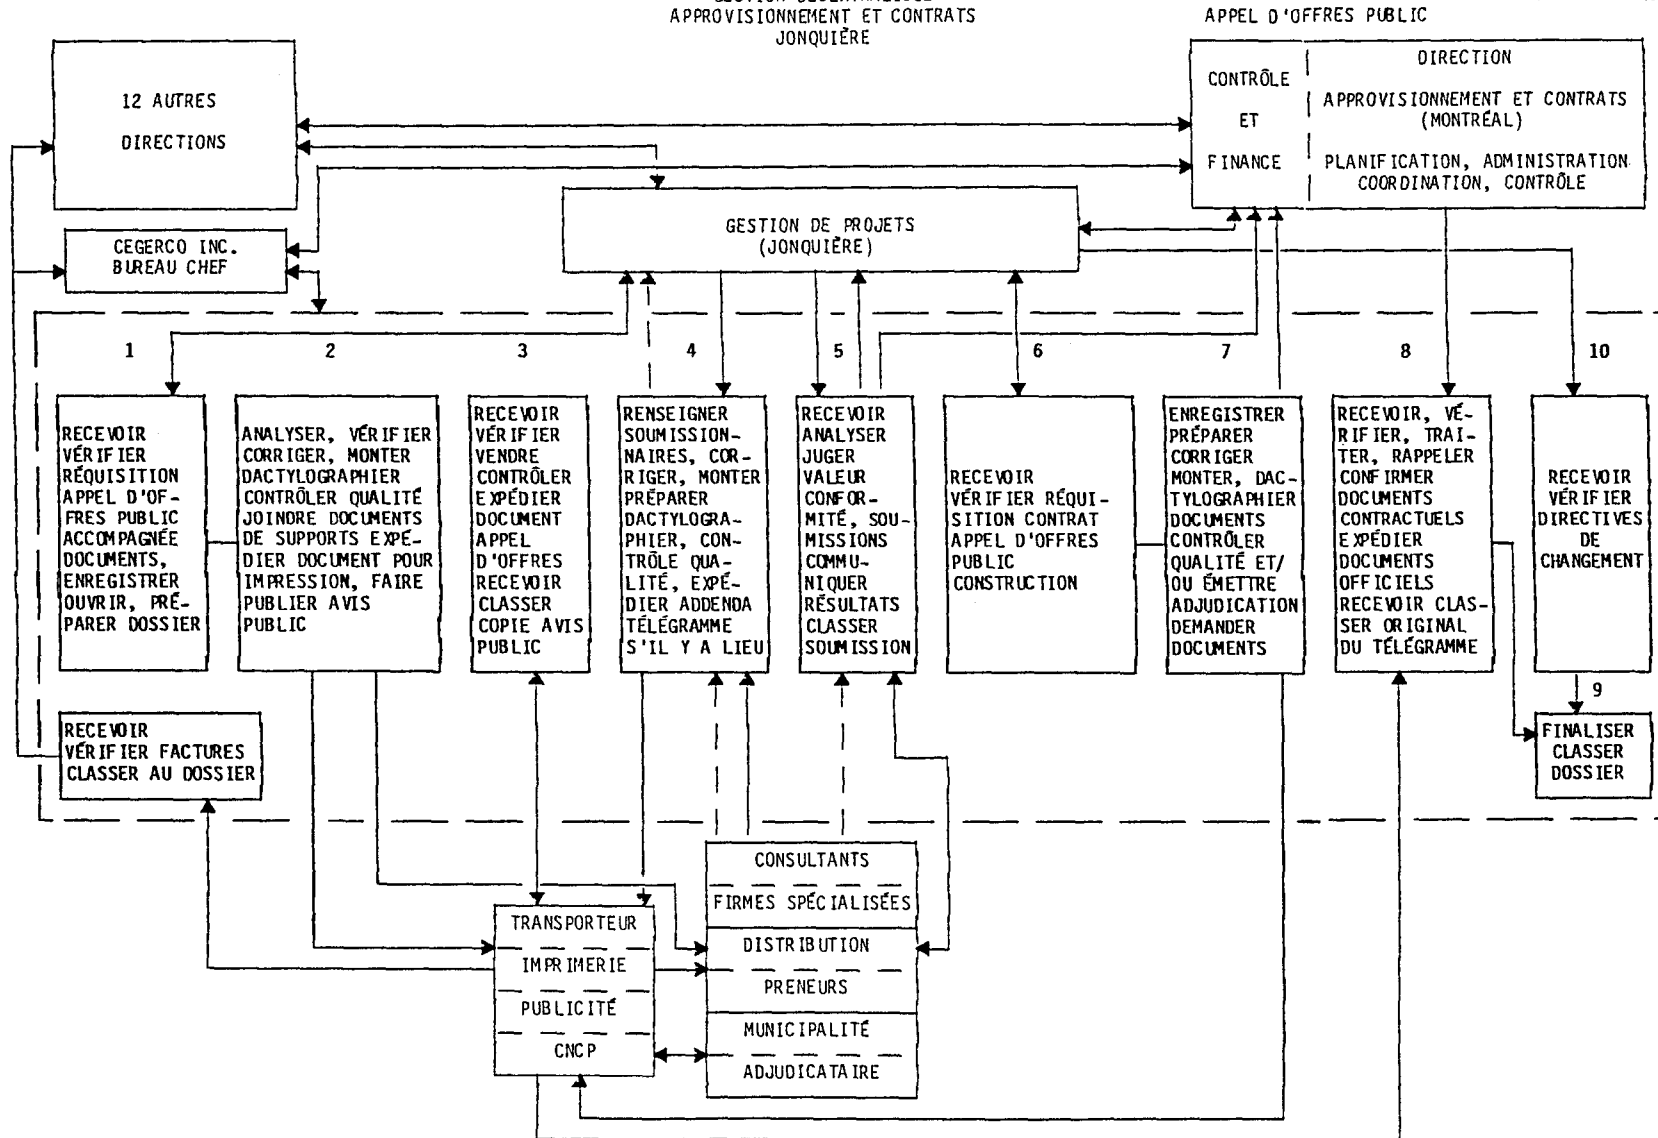 APPROVISIONNEMENT ET CONTRATS
JONQUIÈRE
APPEL D'OFFRES PUBLIC
12 AUTRES
DIRECTIONS
CONTRÔLE
ET
FINANCE
DIRECTION
APPROVISIONNEMENT ET CONTRATS
(MONTRÉAL)
PLANIFICATION, ADMINISTRATION
COORDINATION, CONTRÔLE
GESTION DE PROJETS
(JONQUIÈRE)
CEGERCO INC.
BUREAU CHEF
1
2
3
4
5
6
7
8
10
RECEVOIR
VÉRIFIER
RÉQUISITION
APPEL D'OF-
FRES PUBLIC
ACCOMPAGNÉE
DOCUMENTS,
ENREGISTRER
OUVRIR, PRÉ-
PARER DOSSIER
ANALYSER, VÉRIFIER
CORRIGER, MONTER
DACTYLOGRAPHIER
CONTRÔLER QUALITÉ
JOINDRE DOCUMENTS
DE SUPPORTS EXPÉ-
DIER DOCUMENT POUR
IMPRESSION, FAIRE
PUBLIER AVIS
PUBLIC
RECEVOIR
VÉRIFIER
VENDRE
CONTRÔLER
EXPÉDIER
DOCUMENT
APPEL
D'OFFRES
RECEVOIR
CLASSER
COPIE AVIS
PUBLIC
RENSEIGNER
SOUMISSION-
NAIRES, COR-
RIGER, MONTER
PRÉPARER
DACTYLOGRA-
PHIER, CON-
TRÔLE QUA-
LITÉ, EXPÉ-
DIER ADDENDA
TÉLÉGRAMME
S'IL Y A LIEU
RECEVOIR
ANALYSER
JUGER
VALEUR
CONFOR-
MITÉ, SOU-
MISSIONS
COMMU-
NIQUER
RÉSULTATS
CLASSER
SOUMISSION
RECEVOIR
VÉRIFIER RÉQUI-
SITION CONTRAT
APPEL D'OFFRES
PUBLIC
CONSTRUCTION
ENREGISTRER
PRÉPARER
CORRIGER
MONTER, DAC-
TYLOGRAPHIER
DOCUMENTS
CONTRÔLER
QUALITÉ ET/
OU ÉMETTRE
ADJUDICATION
DEMANDER
DOCUMENTS
RECEVOIR, VÉ-
RIFIER, TRAI-
TER, RAPPELER
CONFIRMER
DOCUMENTS
CONTRACTUELS
EXPÉDIER
DOCUMENTS
OFFICIELS
RECEVOIR CLAS-
SER ORIGINAL
DU TÉLÉGRAMME
RECEVOIR
VÉRIFIER
DIRECTIVES
DE
CHANGEMENT
9
FINALISER
CLASSER
DOSSIER
RECEVOIR
VÉRIFIER FACTURES
CLASSER AU DOSSIER
TRANSPORTEUR
IMPRIMERIE
PUBLICITÉ
CNCP
CONSULTANTS
FIRMES SPÉCIALISÉES
DISTRIBUTION
PRENEURS
MUNICIPALITÉ
ADJUDICATAIRE